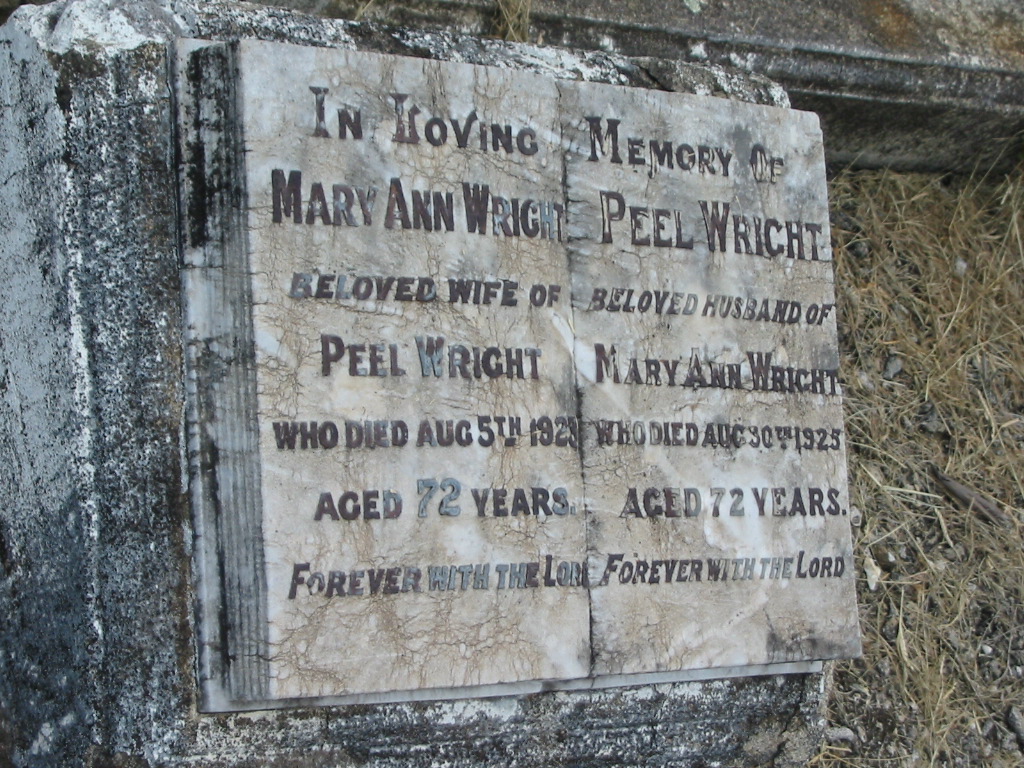 In Loving Memory Of
Mary Ann Wright
Beloved Wife of
Peel Wright
Who Died Aug 5th
Aged 72 Years.
Forever with the Lord
Peel Wright
Beloved Husband of
Mary Ann Wright
Who Died Aug 30th 1925
Aged 72 Years.
Forever with the Lord